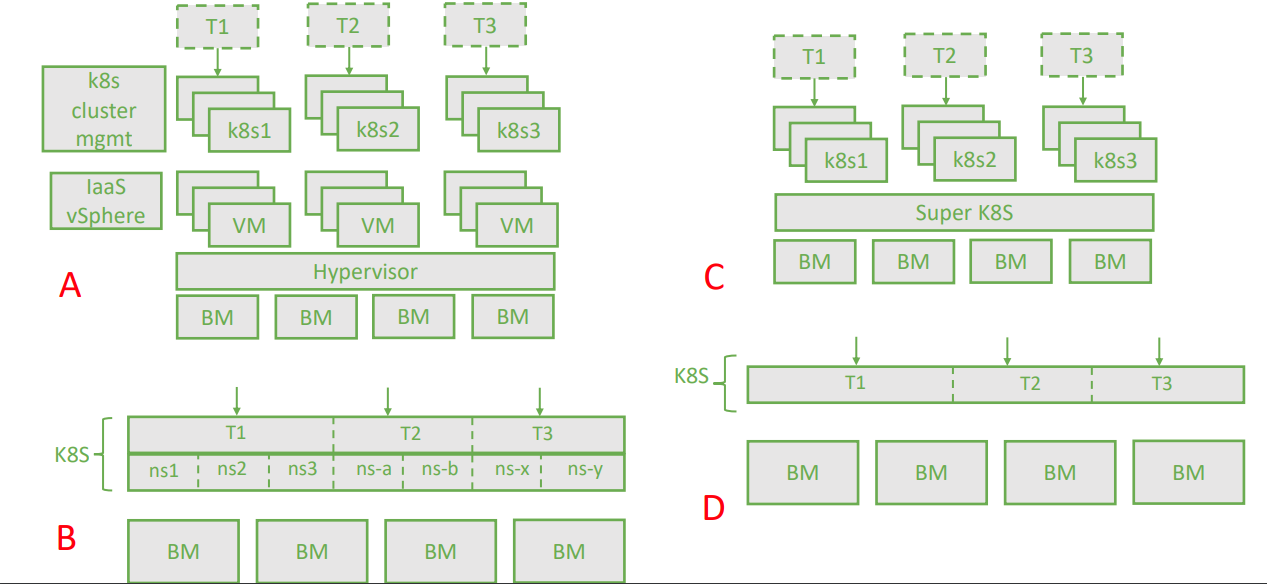 T1 T2 T3
k8s
cluster
mgmt
k8s1 k8s2 k8s3
IaaS
vSphere
VM VM VM
Hypervisor
A
BM BM BM BM
K8S
T1 T2 T3
ns1 ns2 ns3 ns-a ns-b ns-x ns-y
B
BM BM BM BM
T1 T2 T3
k8s1 k8s2 k8s3
Super K8S
C
BM BM BM BM
K8S
T1 T2 T3
BM BM BM BM
D